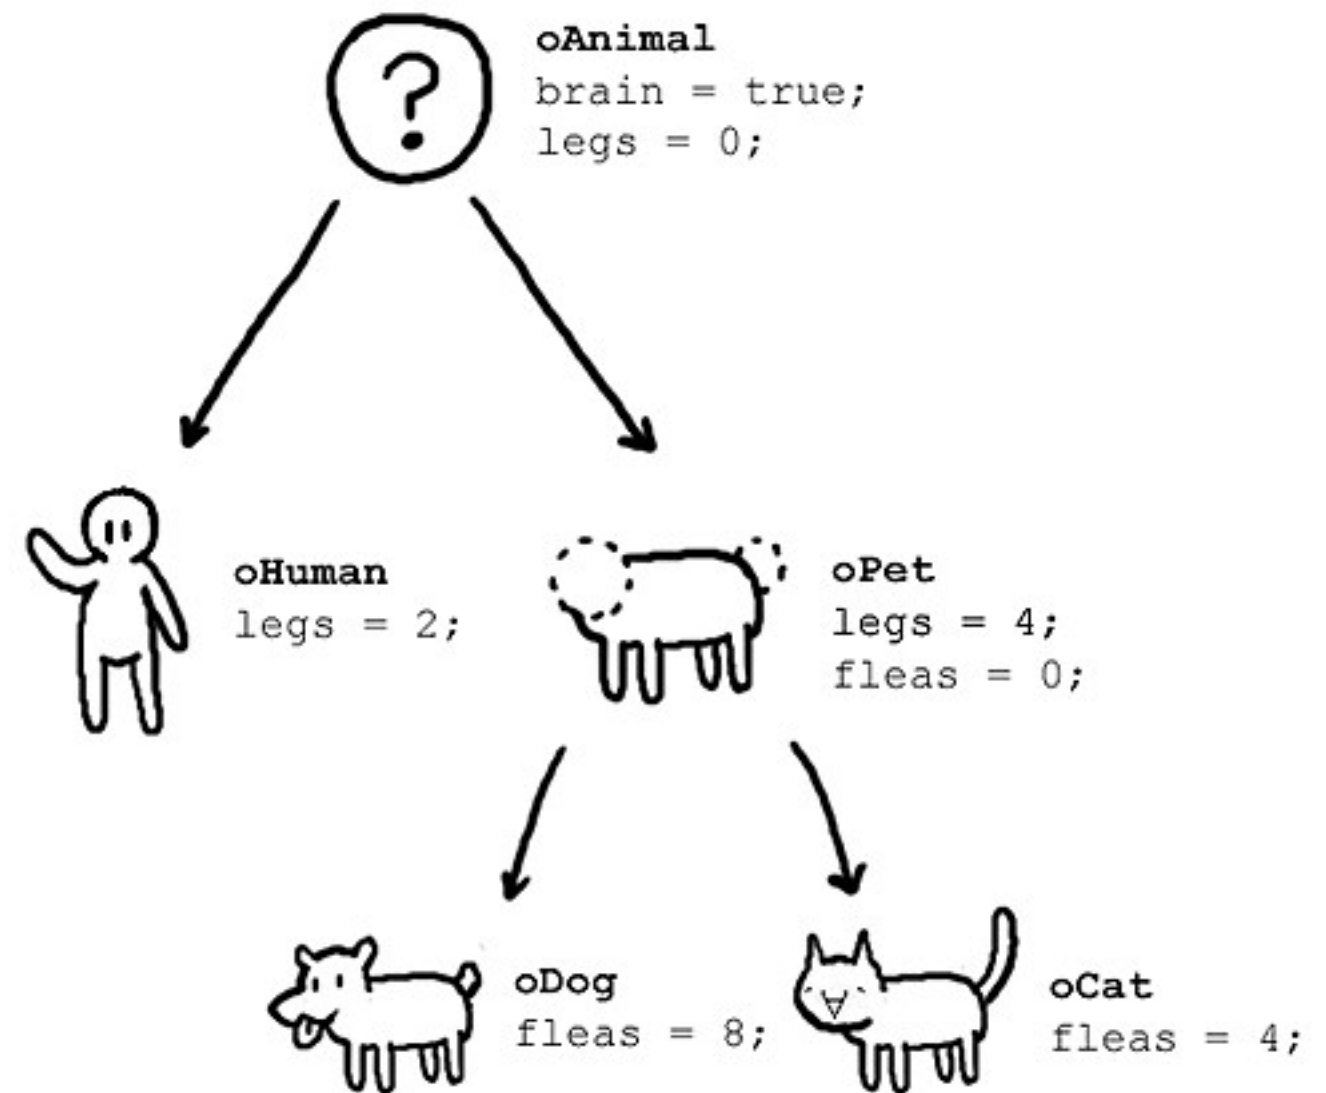 ?
oAnimal
brain = true;
legs = 0;
oHuman
legs = 2;
oPet
legs = 4;
fleas = 0;
oDog
fleas = 8;
oCat
fleas = 4;